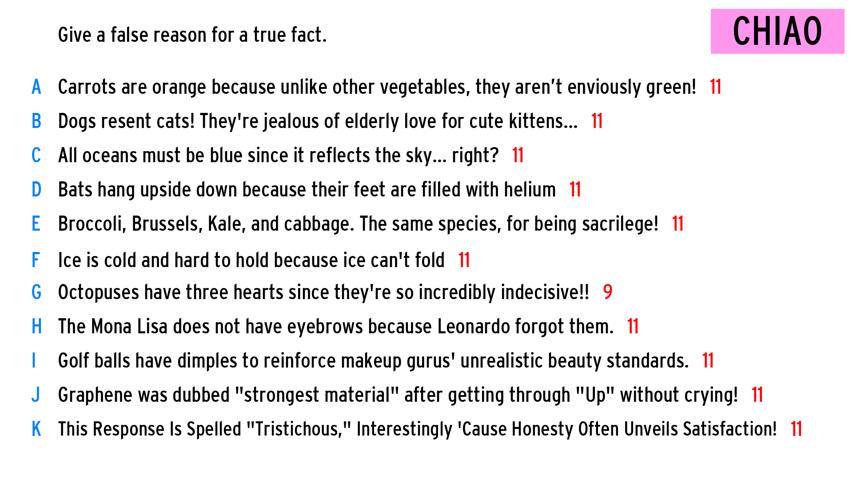 Give a false reason for a true fact.
CHIAO
A Carrots are orange because unlike other vegetables, they aren’t enviously green! 11
B Dogs resent cats! They're jealous of elderly love for cute kittens... 11
C All oceans must be blue since it reflects the sky... right? 11
D Bats hang upside down because their feet are filled with helium 11
E Broccoli, Brussels, Kale, and cabbage. The same species, for being sacrilege! 11
F Ice is cold and hard to hold because ice can't fold 11
G Octopuses have three hearts since they're so incredibly indecisive!! 9
H The Mona Lisa does not have eyebrows because Leonardo forgot them. 11
I Golf balls have dimples to reinforce makeup gurus' unrealistic beauty standards. 11
J Graphene was dubbed "strongest material" after getting through "Up" without crying! 11
K This Response Is Spelled "Tristichous," Interestingly 'Cause Honesty Often Unveils Satisfaction! 11